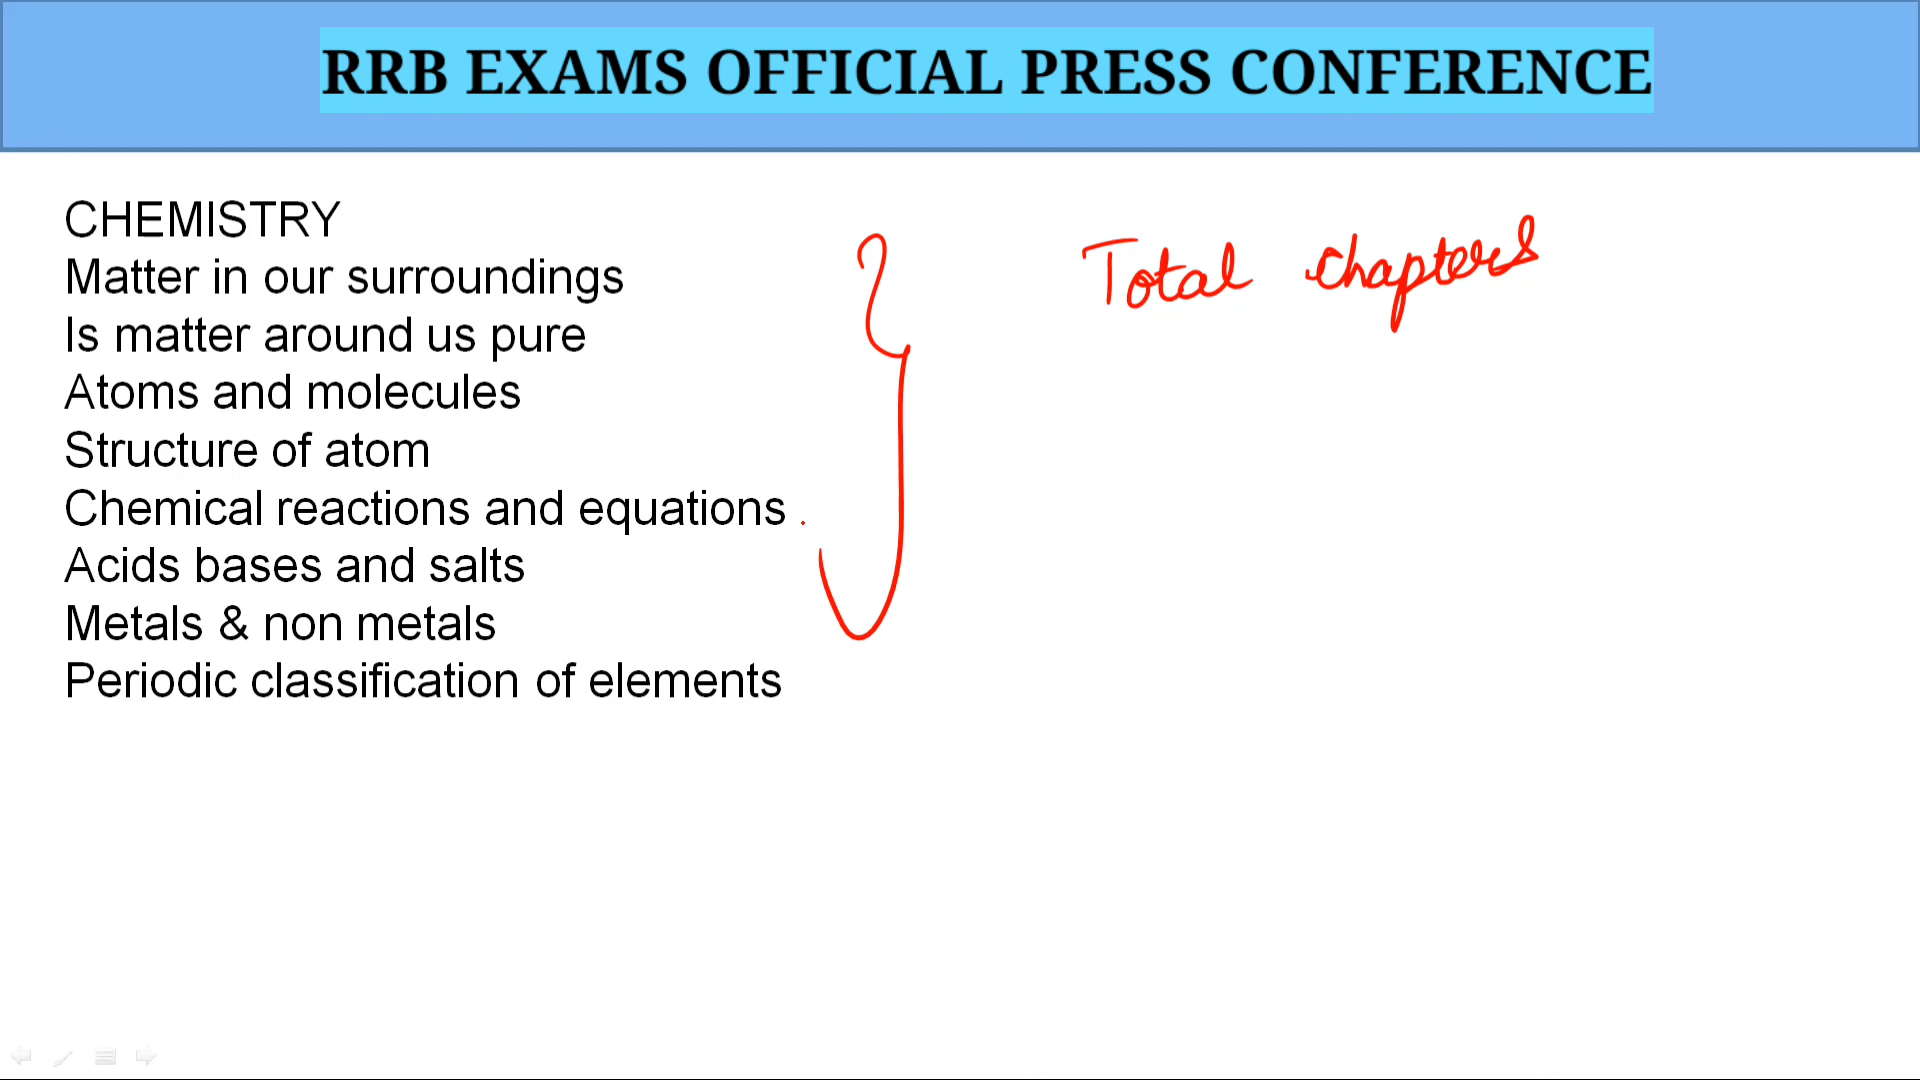 RRB EXAMS OFFICIAL PRESS CONFERENCE
CHEMISTRY
Matter in our surroundings
Is matter around us pure
Atoms and molecules
Structure of atom
Chemical reactions and equations
Acids bases and salts
Metals & non metals
Periodic classification of elements
Total chapters